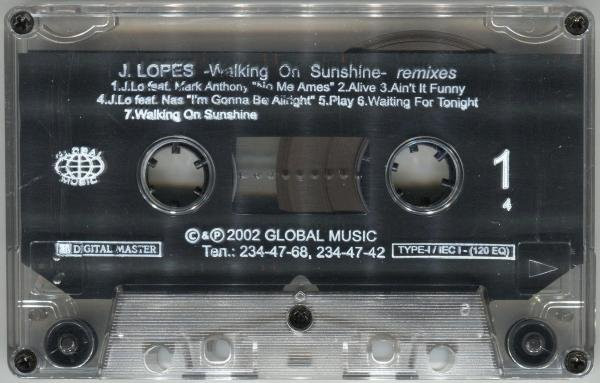 J. LOPES -Walking On Sunshine- remixes
1.J.Lo feat. Mark Anthony "No Me Ames" 2.Alive 3.Ain't It Funny
4.J.Lo feat. Nas "I'm Gonna Be Alright" 5.Play 6.Waiting For Tonight
7.Walking On Sunshine
GLOBAL
MUSIC
1
4
©&℗2002 GLOBAL MUSIC
DIGITAL MASTER
Тел.: 234-47-68, 234-47-42
TYPE-I / IEC I - (120 EQ)